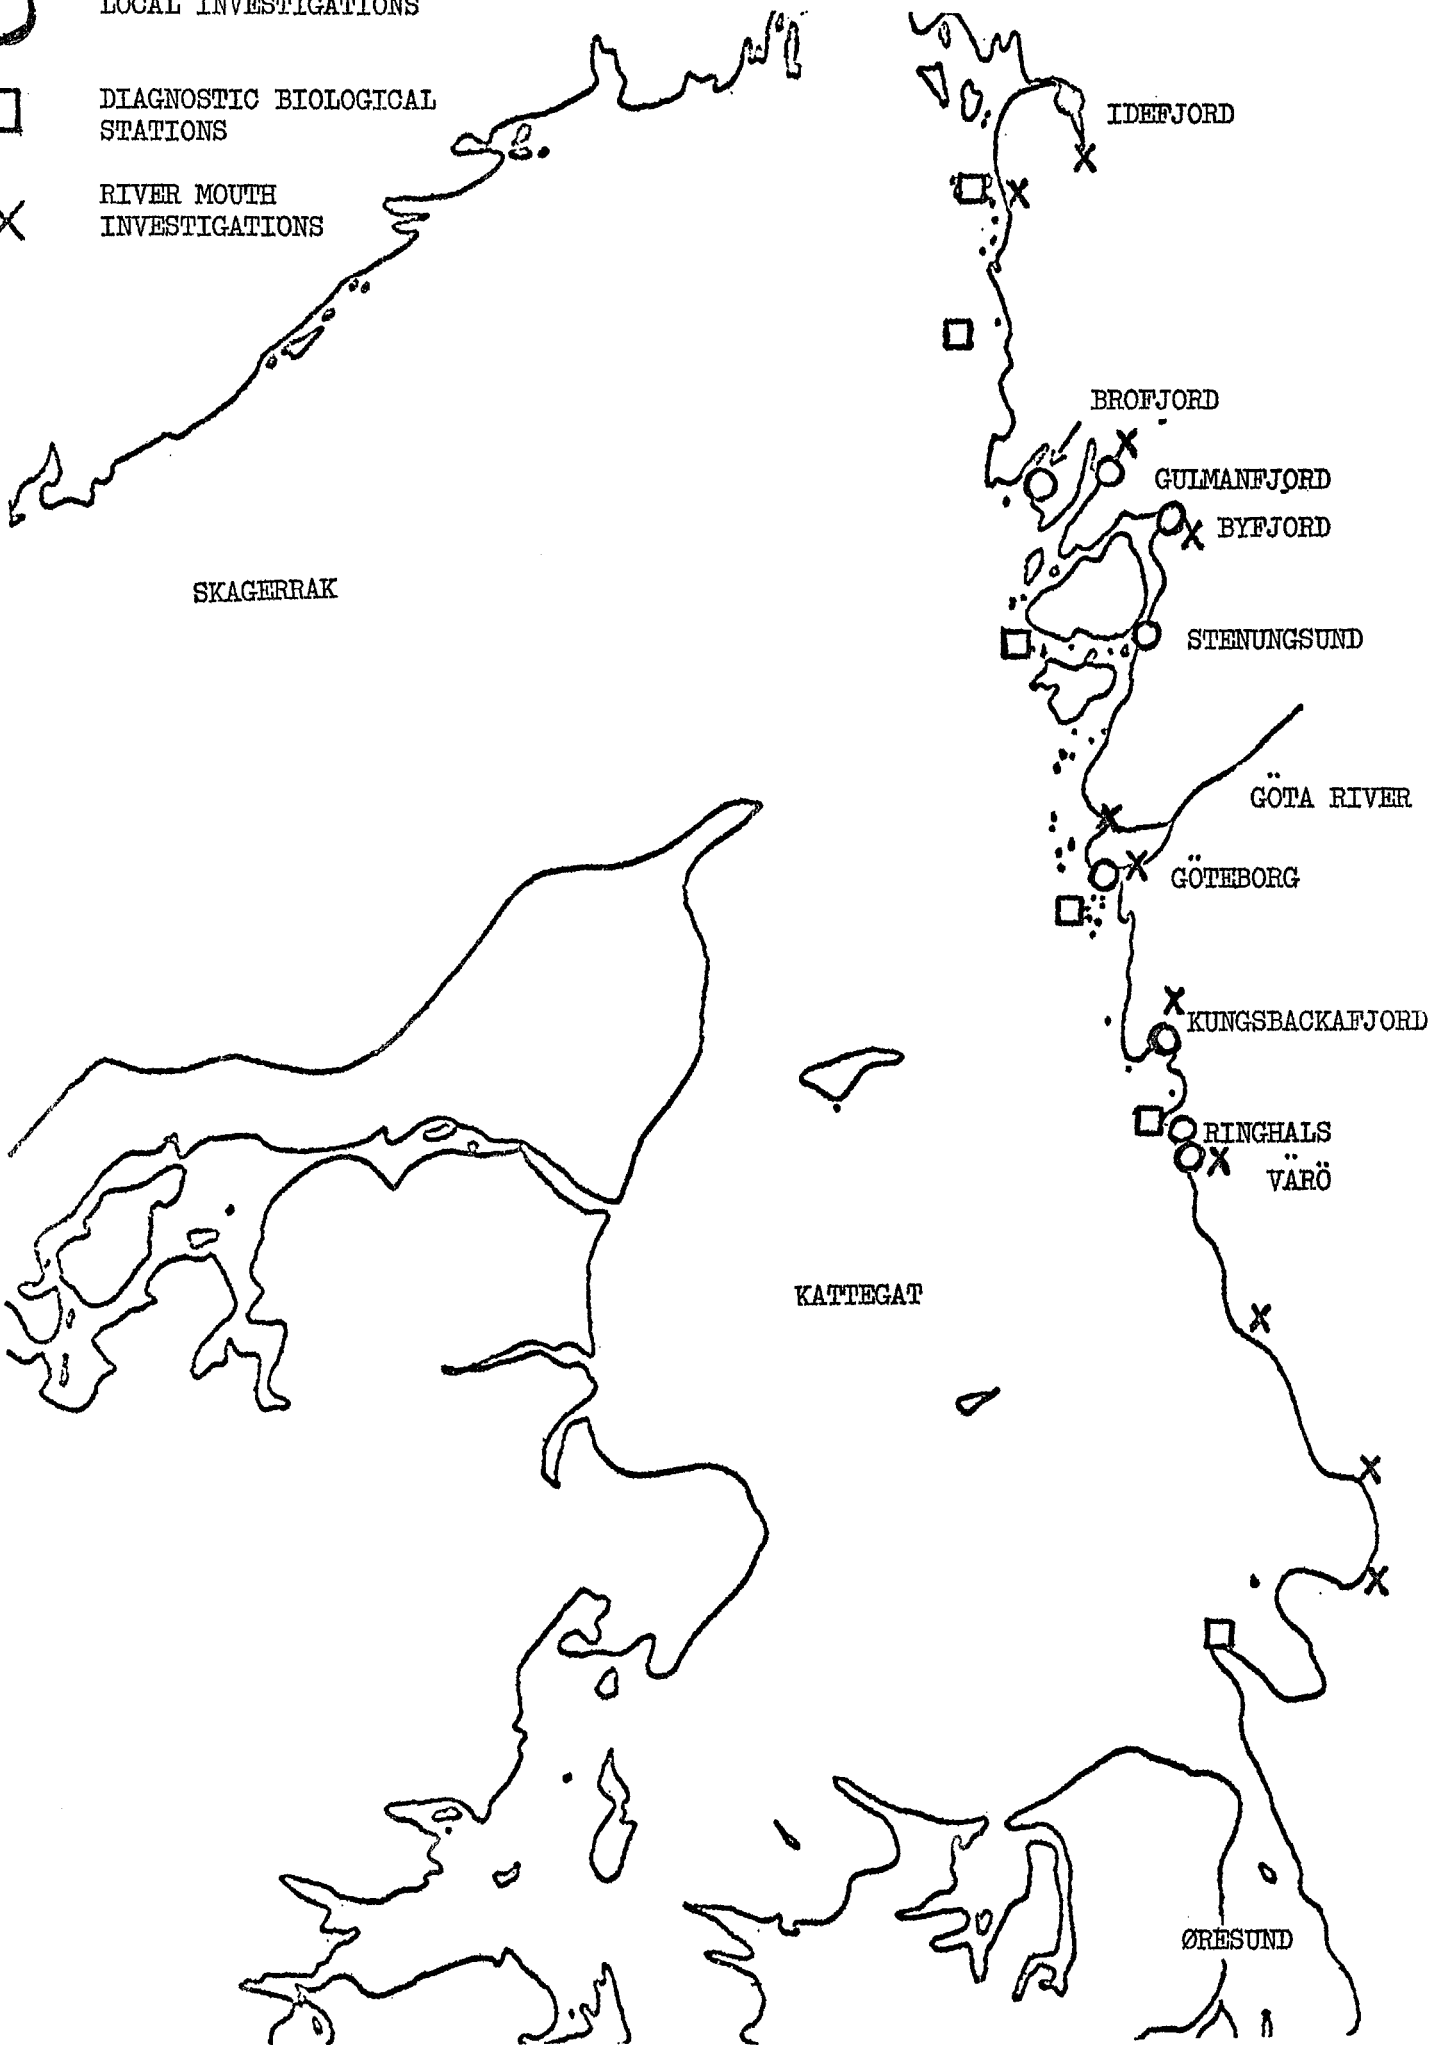 LOCAL INVESTIGATIONS
DIAGNOSTIC BIOLOGICAL
STATIONS
RIVER MOUTH
INVESTIGATIONS
IDEFJORD
BROFJORD
GULMANFJORD
BYFJORD
SKAGERRAK
STENUNGSUND
GÖTA RIVER
GÖTEBORG
KUNGSBACKAFJORD
RINGHALS
VÄRÖ
KATTEGAT
ØRESUND